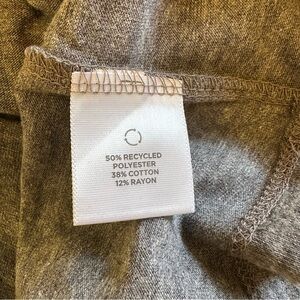 50% RECYCLED
POLYESTER
38% COTTON
12% RAYON